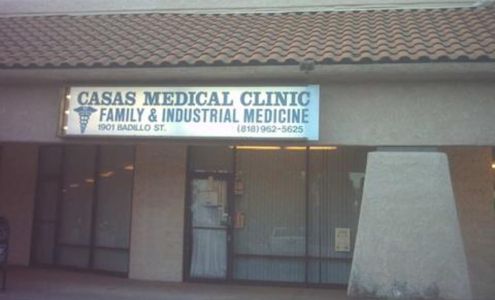 CASAS MEDICAL CLINIC
FAMILY & INDUSTRIAL MEDICINE
1901 BADILLO ST. (818) 962-5625